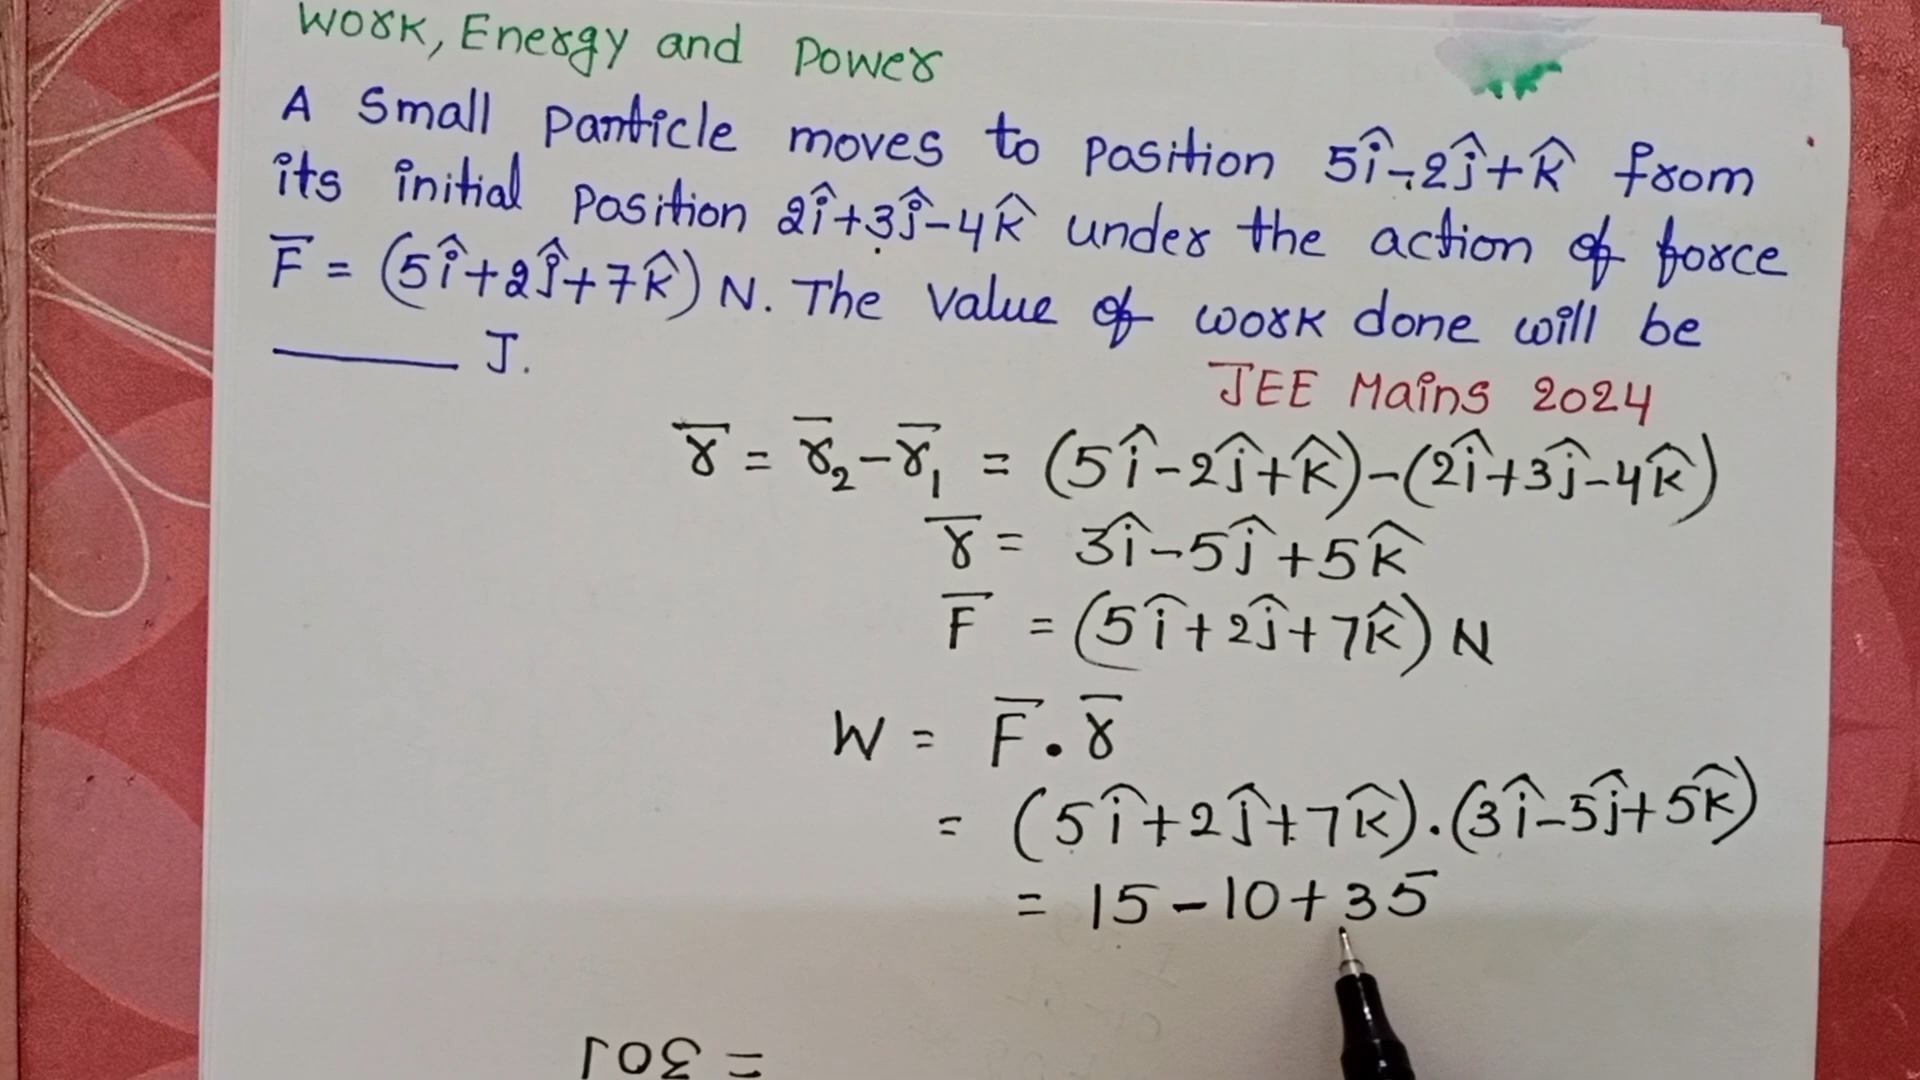 Work, Energy and Power
A small particle moves to position 5î-2ĵ+k̂ from
its initial position 2î+3ĵ-4k̂ under the action of force
F̅ = (5î+2ĵ+7k̂) N. The value of work done will be
______ J.
JEE Mains 2024
r̅ = r̅₂-r̅₁ = (5î-2ĵ+k̂)-(2î+3ĵ-4k̂)
r̅ = 3î-5ĵ+5k̂
F̅ = (5î+2ĵ+7k̂) N
W = F̅.r̅
= (5î+2ĵ+7k̂).(3î-5ĵ+5k̂)
= 15-10+35
= 30J